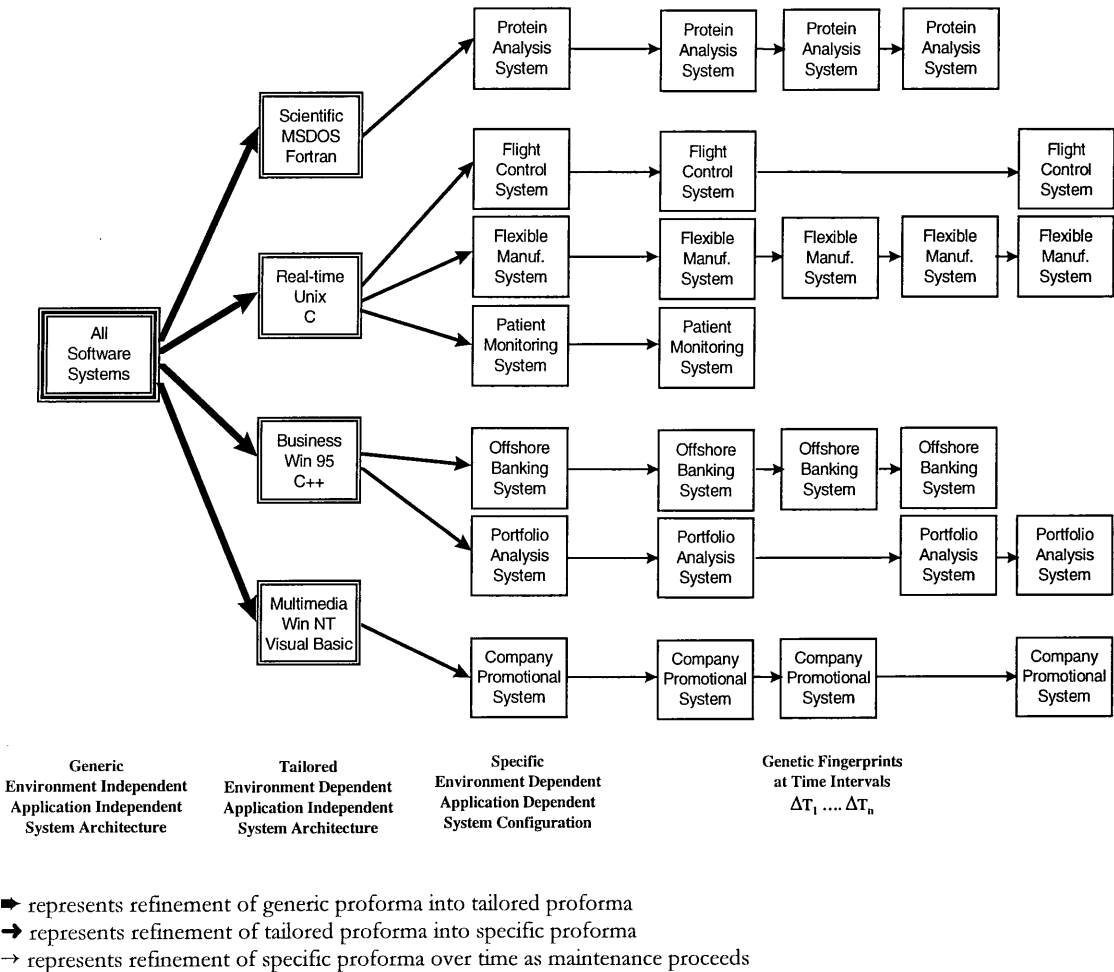 All
Software
Systems
Scientific
MSDOS
Fortran
Real-time
Unix
C
Business
Win 95
C++
Multimedia
Win NT
Visual Basic
Protein
Analysis
System
Protein
Analysis
System
Protein
Analysis
System
Protein
Analysis
System
Flight
Control
System
Flight
Control
System
Flight
Control
System
Flexible
Manuf.
System
Flexible
Manuf.
System
Flexible
Manuf.
System
Flexible
Manuf.
System
Flexible
Manuf.
System
Patient
Monitoring
System
Patient
Monitoring
System
Offshore
Banking
System
Offshore
Banking
System
Offshore
Banking
System
Offshore
Banking
System
Portfolio
Analysis
System
Portfolio
Analysis
System
Portfolio
Analysis
System
Portfolio
Analysis
System
Company
Promotional
System
Company
Promotional
System
Company
Promotional
System
Company
Promotional
System
Generic
Environment Independent
Application Independent
System Architecture
Tailored
Environment Dependent
Application Independent
System Architecture
Specific
Environment Dependent
Application Dependent
System Configuration
Genetic Fingerprints
at Time Intervals
ΔT₁ .... ΔTₙ
➨ represents refinement of generic proforma into tailored proforma
➔ represents refinement of tailored proforma into specific proforma
→ represents refinement of specific proforma over time as maintenance proceeds